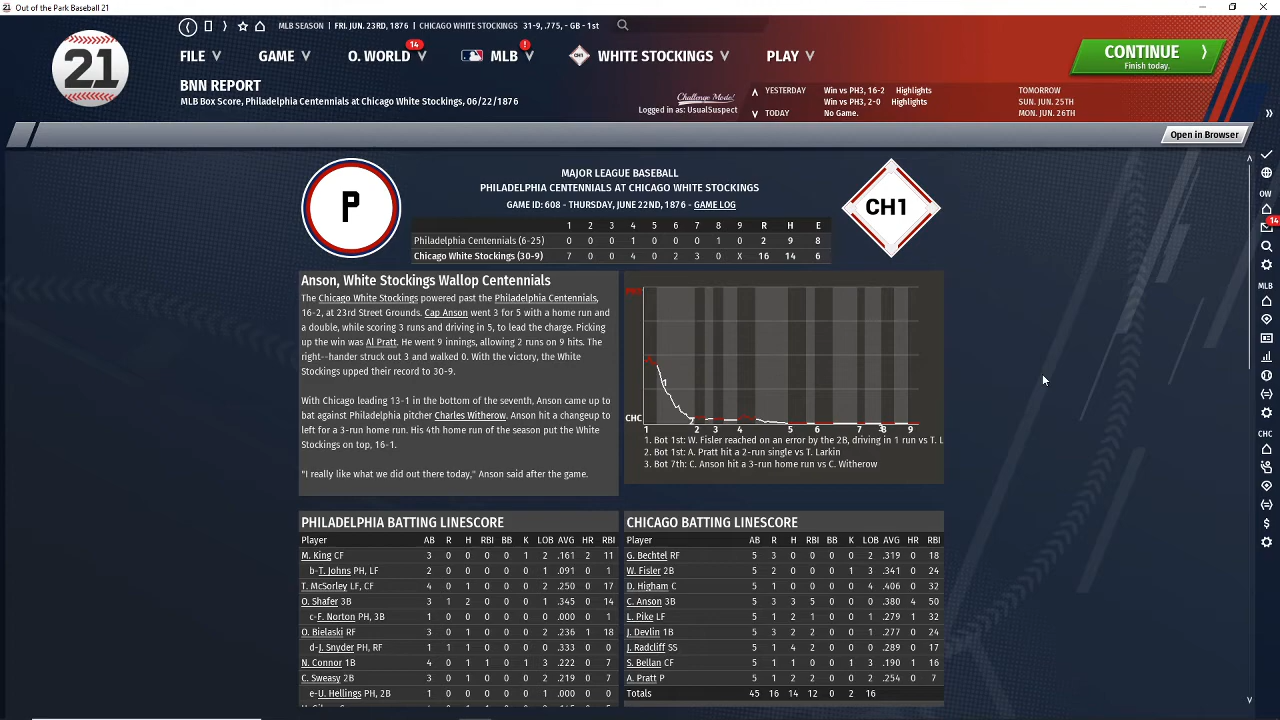 Out of the Park Baseball 21
MLB SEASON | FRI. JUN. 23RD, 1876 | CHICAGO WHITE STOCKINGS 31-9, .775, - GB - 1st
21
FILE GAME O. WORLD 14 MLB ! CH1 WHITE STOCKINGS PLAY
CONTINUE
Finish today.
BNN REPORT
MLB Box Score, Philadelphia Centennials at Chicago White Stockings, 06/22/1876
Challenge Mode!
Logged in as: UsualSuspect
YESTERDAY Win vs PH3, 16-2 Highlights TOMORROW
Win vs PH3, 2-0 Highlights SUN. JUN. 25TH
TODAY No Game. MON. JUN. 26TH
Open in Browser
MAJOR LEAGUE BASEBALL
PHILADELPHIA CENTENNIALS AT CHICAGO WHITE STOCKINGS
GAME ID: 608 - THURSDAY, JUNE 22ND, 1876 - GAME LOG
P
CH1
1 2 3 4 5 6 7 8 9 R H E
Philadelphia Centennials (6-25) 0 0 0 1 0 0 0 1 0 2 9 8
Chicago White Stockings (30-9) 7 0 0 4 0 2 3 0 X 16 14 6
Anson, White Stockings Wallop Centennials
The Chicago White Stockings powered past the Philadelphia Centennials,
16-2, at 23rd Street Grounds. Cap Anson went 3 for 5 with a home run and
a double, while scoring 3 runs and driving in 5, to lead the charge. Picking
up the win was Al Pratt. He went 9 innings, allowing 2 runs on 9 hits. The
right--hander struck out 3 and walked 0. With the victory, the White
Stockings upped their record to 30-9.
With Chicago leading 13-1 in the bottom of the seventh, Anson came up to
bat against Philadelphia pitcher Charles Witherow. Anson hit a changeup to
left for a 3-run home run. His 4th home run of the season put the White
Stockings on top, 16-1.
"I really like what we did out there today," Anson said after the game.
1
CHC
1 2 3 4 5 6 7 8 9
1. Bot 1st: W. Fisler reached on an error by the 2B, driving in 1 run vs T. L
2. Bot 1st: A. Pratt hit a 2-run single vs T. Larkin
3. Bot 7th: C. Anson hit a 3-run home run vs C. Witherow
PHILADELPHIA BATTING LINESCORE
Player AB R H RBI BB K LOB AVG HR RBI
M. King CF 3 0 0 0 0 1 2 .161 2 11
b-T. Johns PH, LF 2 0 1 0 0 0 1 .091 0 1
T. McSorley LF, CF 4 0 1 0 0 0 2 .250 0 17
O. Shafer 3B 3 1 2 0 0 0 1 .345 0 14
c-F. Norton PH, 3B 1 0 0 0 0 0 1 .000 0 1
O. Bielaski RF 3 0 1 0 0 0 2 .236 1 18
d-J. Snyder PH, RF 1 1 1 0 0 0 0 .333 0 0
N. Connor 1B 4 0 1 1 0 1 3 .222 0 7
C. Sweasy 2B 3 0 1 0 0 0 2 .219 0 7
e-U. Hellings PH, 2B 1 0 0 0 0 0 1 .000 0 0
CHICAGO BATTING LINESCORE
Player AB R H RBI BB K LOB AVG HR RBI
G. Bechtel RF 5 3 0 0 0 0 2 .319 0 18
W. Fisler 2B 5 2 0 0 0 1 3 .341 0 24
D. Higham C 5 1 0 0 0 0 4 .406 0 32
C. Anson 3B 5 3 3 5 0 0 0 .380 4 50
L. Pike LF 5 1 2 1 0 0 1 .279 1 32
J. Devlin 1B 5 3 2 2 0 0 1 .277 0 24
J. Radcliff SS 5 1 4 2 0 0 1 .289 0 17
S. Bellan CF 5 1 1 0 0 1 3 .190 1 16
A. Pratt P 5 1 2 2 0 0 2 .254 0 7
Totals 45 16 14 12 0 2 16
OW
14
MLB
CHC